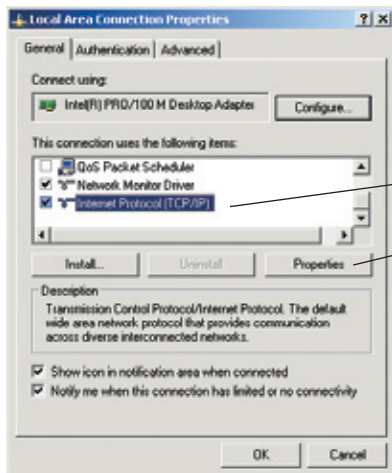 Local Area Connection Properties
General
Authentication
Advanced
Connect using:
Intel(R) PRO/100 M Desktop Adapter
Configure...
This connection uses the following items:
QoS Packet Scheduler
Network Monitor Driver
Internet Protocol (TCP/IP)
Install...
Uninstall
Properties
Description
Transmission Control Protocol/Internet Protocol. The default
wide area network protocol that provides communication
across diverse interconnected networks.
Show icon in notification area when connected
Notify me when this connection has limited or no connectivity
OK
Cancel